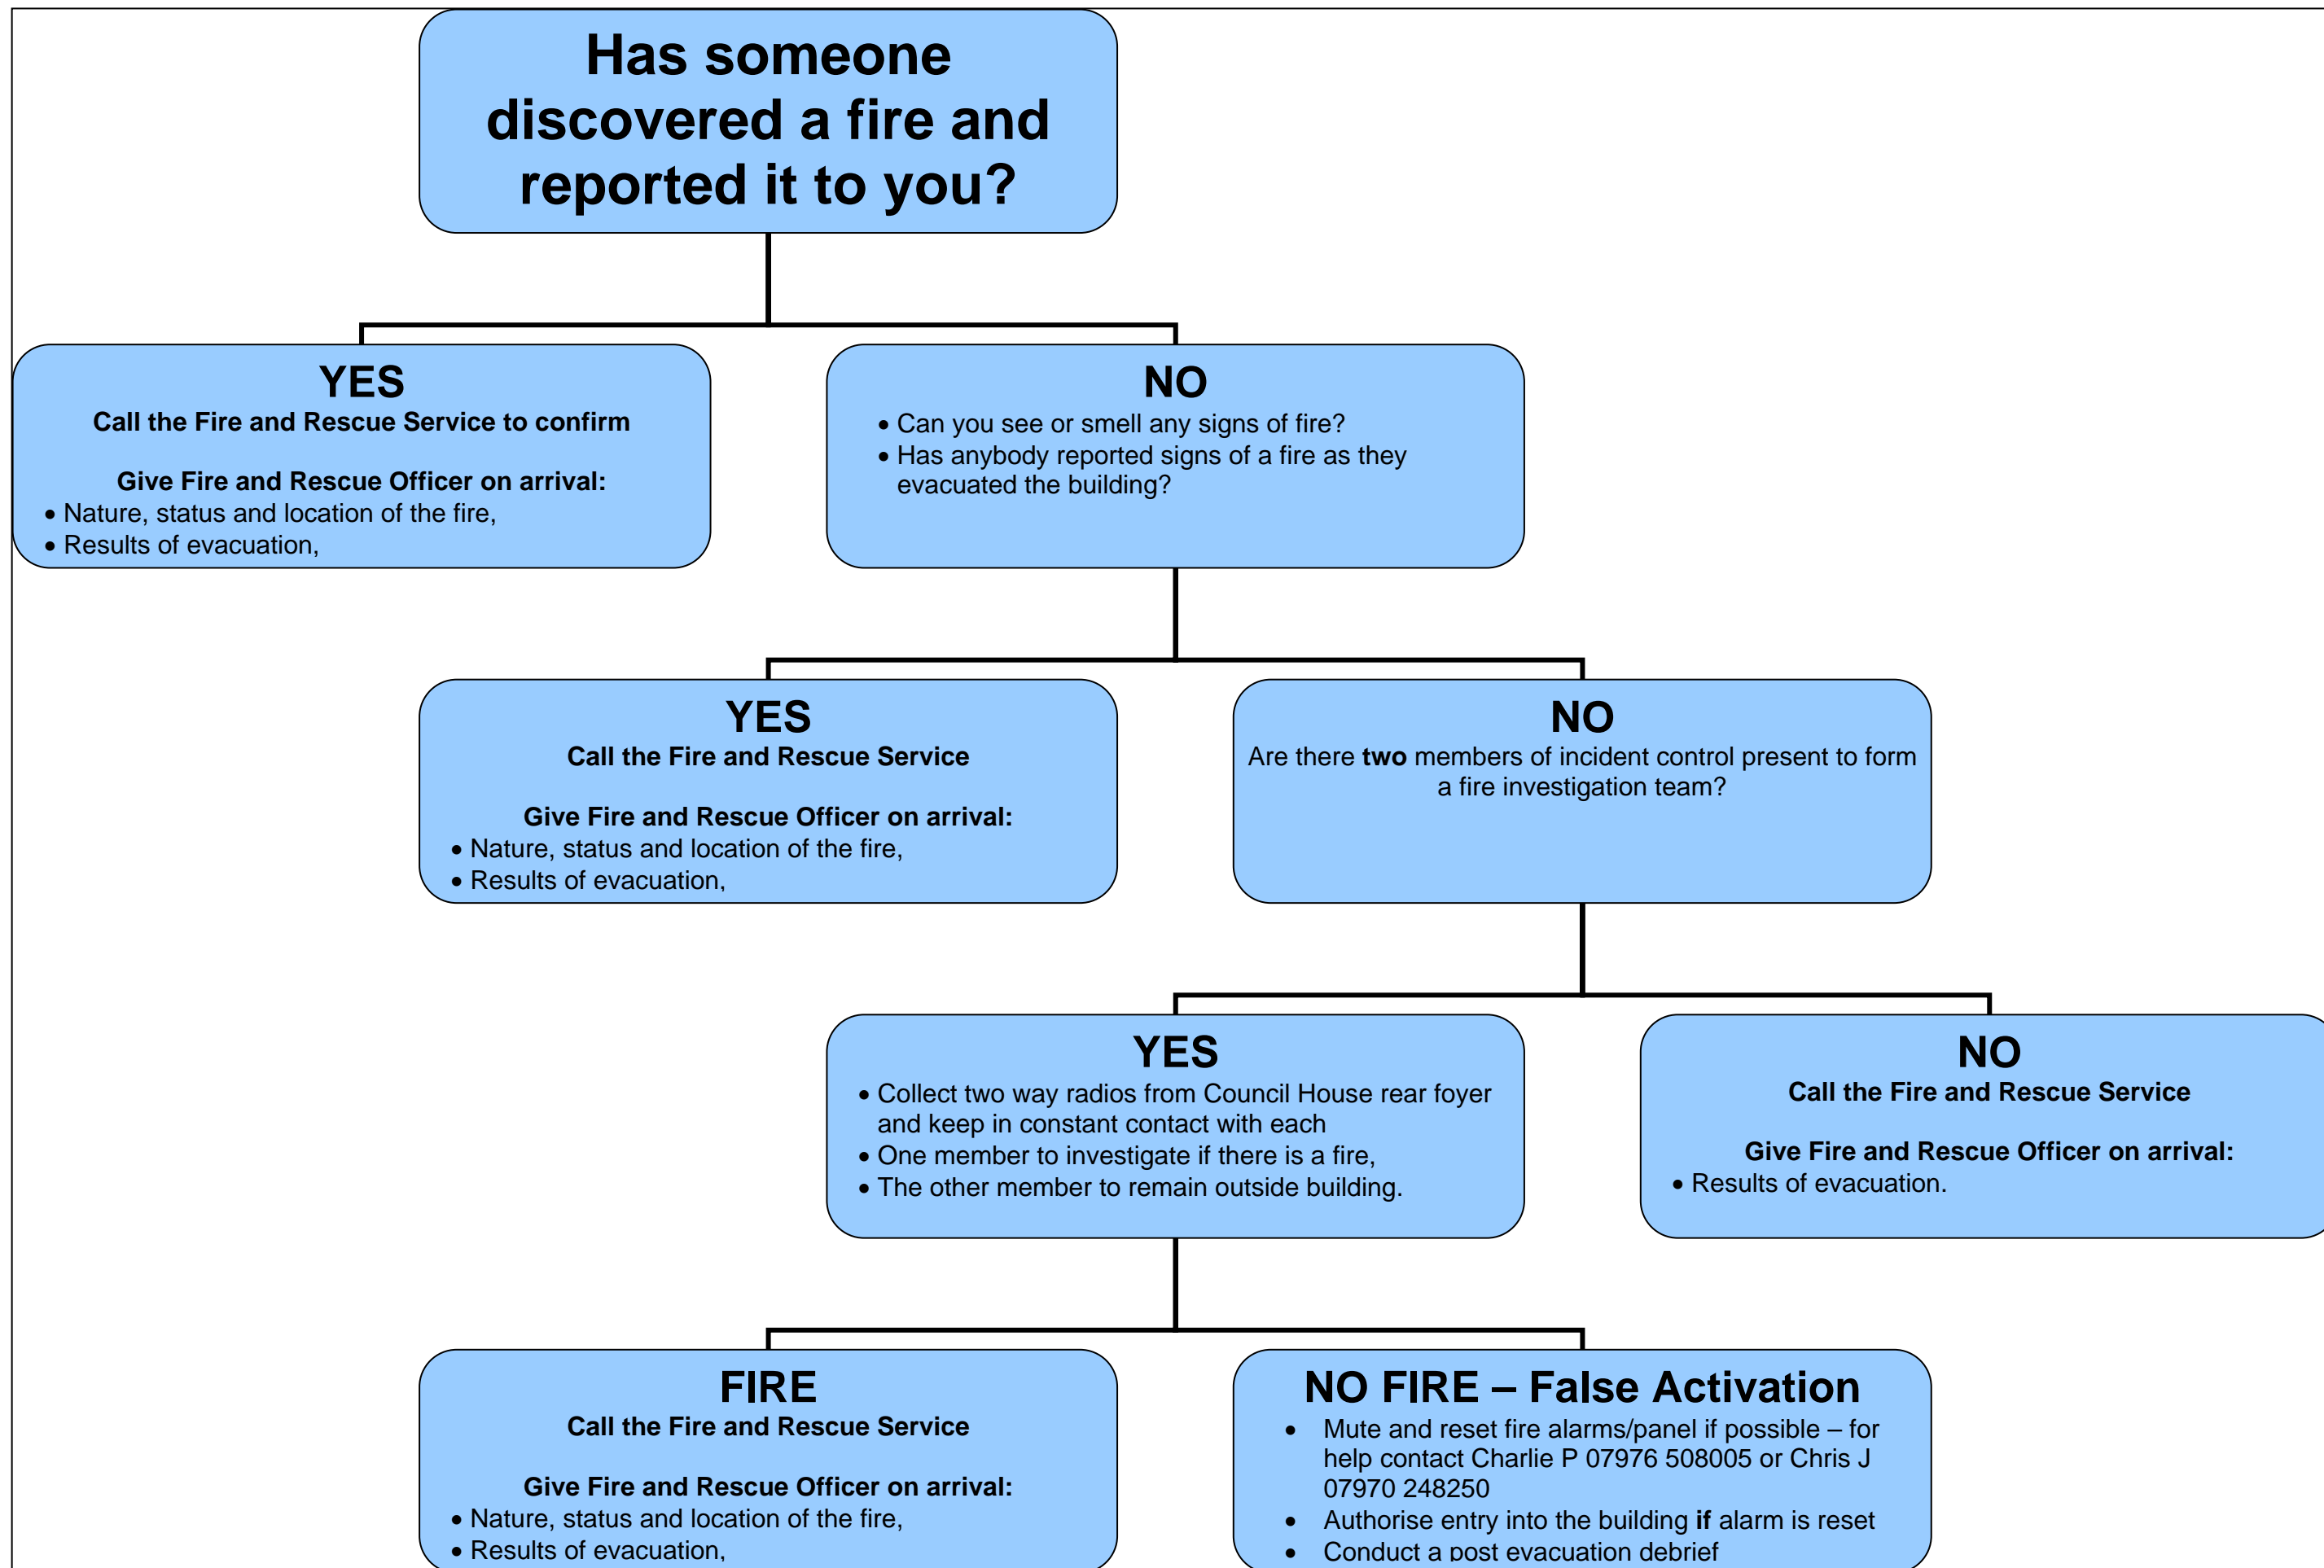 Has someone
discovered a fire and
reported it to you?
YES
Call the Fire and Rescue Service to confirm
Give Fire and Rescue Officer on arrival:
• Nature, status and location of the fire,
• Results of evacuation,
NO
• Can you see or smell any signs of fire?
• Has anybody reported signs of a fire as they
evacuated the building?
YES
Call the Fire and Rescue Service
Give Fire and Rescue Officer on arrival:
• Nature, status and location of the fire,
• Results of evacuation,
NO
Are there two members of incident control present to form
a fire investigation team?
YES
• Collect two way radios from Council House rear foyer
and keep in constant contact with each
• One member to investigate if there is a fire,
• The other member to remain outside building.
NO
Call the Fire and Rescue Service
Give Fire and Rescue Officer on arrival:
• Results of evacuation.
FIRE
Call the Fire and Rescue Service
Give Fire and Rescue Officer on arrival:
• Nature, status and location of the fire,
• Results of evacuation,
NO FIRE – False Activation
• Mute and reset fire alarms/panel if possible – for
help contact Charlie P 07976 508005 or Chris J
07970 248250
• Authorise entry into the building if alarm is reset
• Conduct a post evacuation debrief